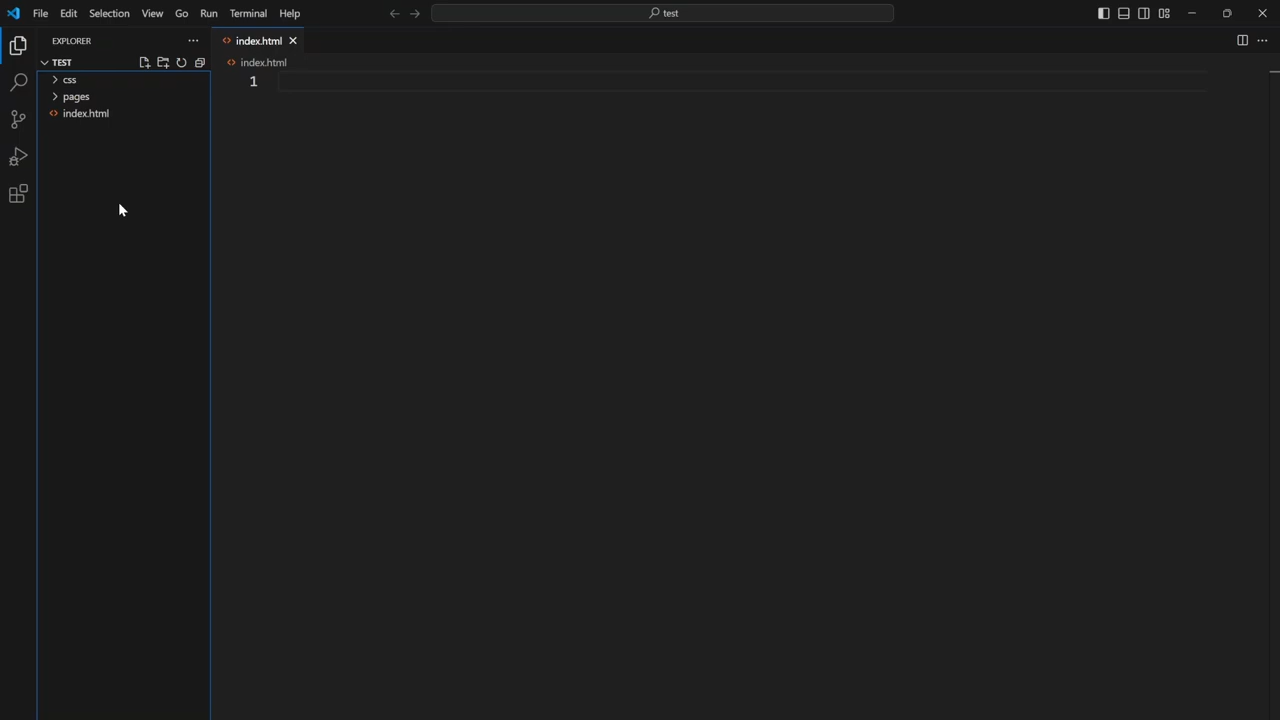 File Edit Selection View Go Run Terminal Help
test
EXPLORER
index.html
TEST
index.html
css
pages
index.html
1